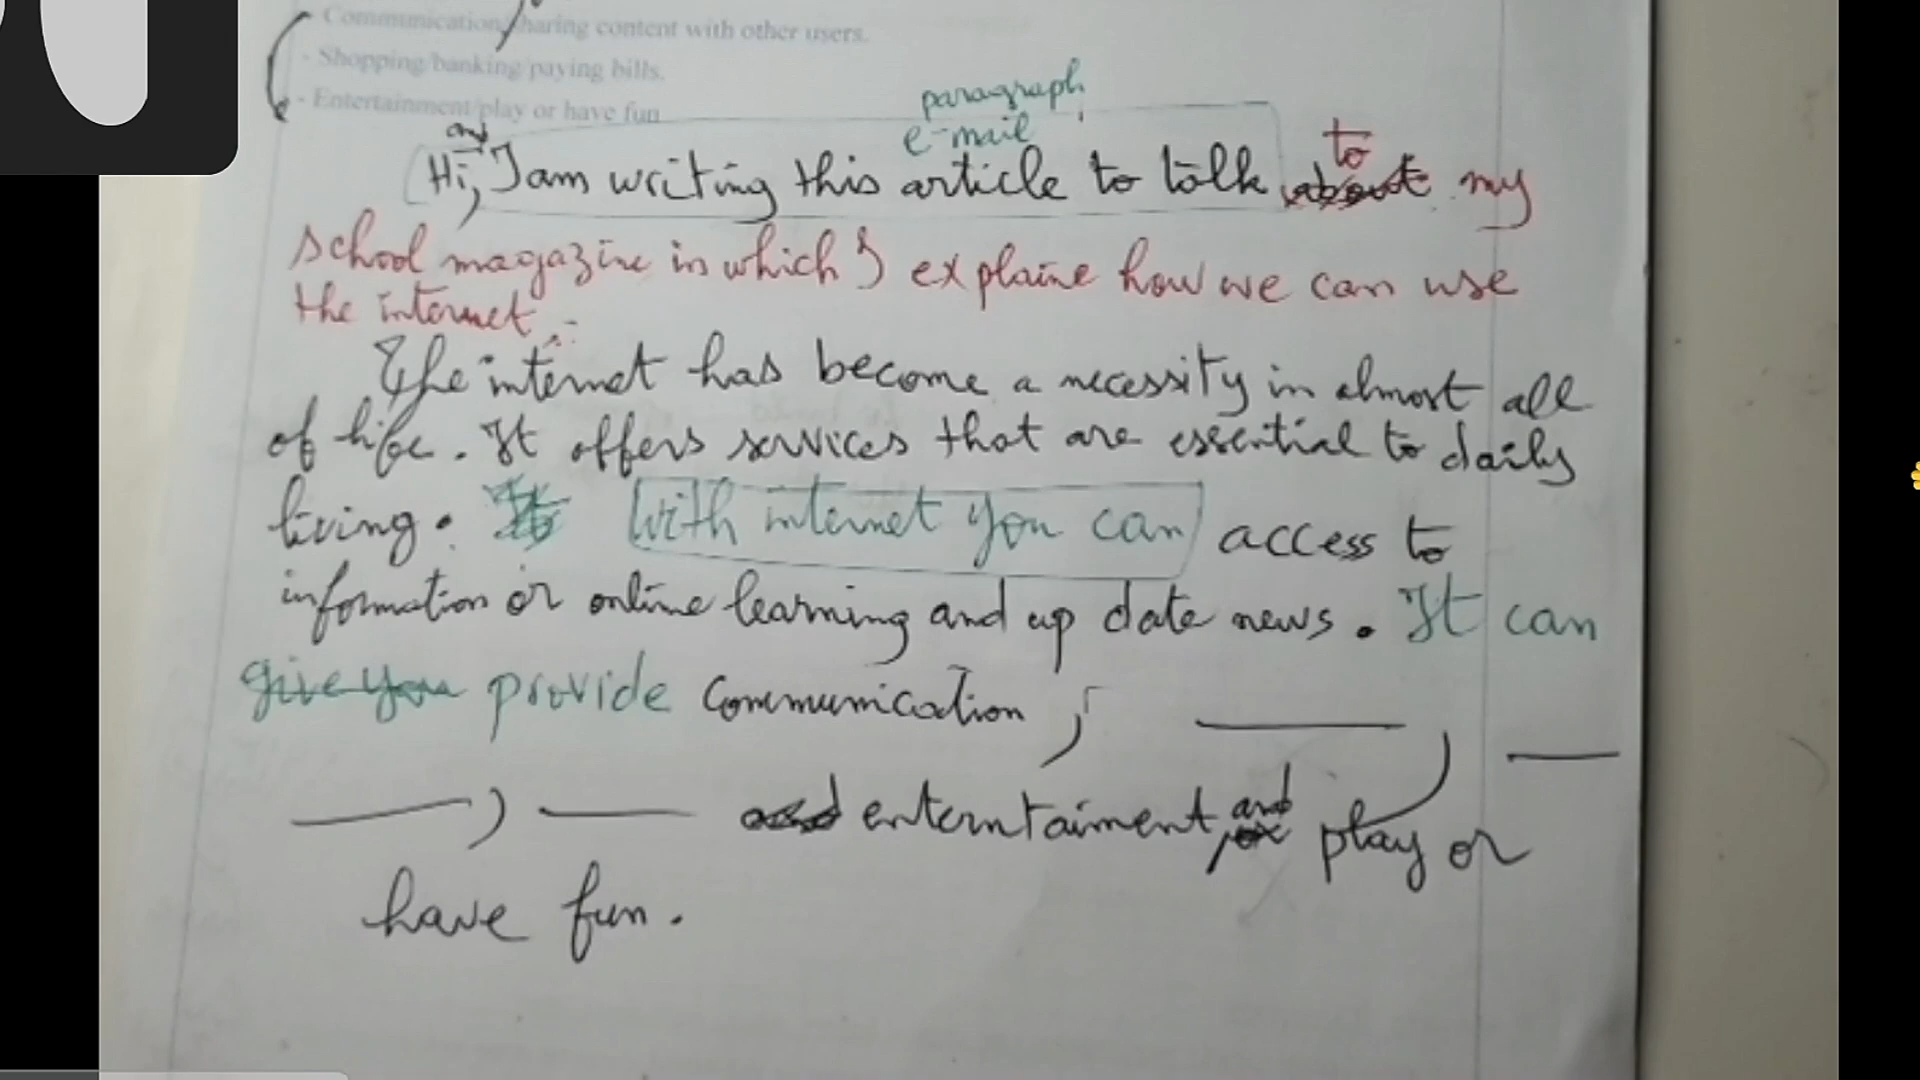 - Communication/sharing content with other users.
- Shopping/banking/paying bills.
- Entertainment/play or have fun
paragraph
and e-mail
Hi, I am writing this article to talk about to my
school magazine in which I explaine how we can use
the internet.
The internet has become a necessity in almost all
of life. It offers services that are essential to daily
living. It With internet you can access to
information or online learning and up date news. It can
give you provide communication,
and enterntaiment, or and play or
have fun.